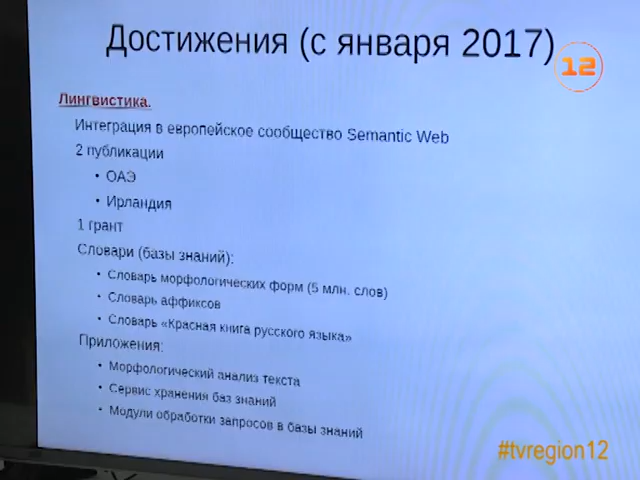 Достижения (с января 2017)
12
Лингвистика.
Интеграция в европейское сообщество Semantic Web
2 публикации
• ОАЭ
• Ирландия
1 грант
Словари (базы знаний):
• Словарь морфологических форм (5 млн. слов)
• Словарь аффиксов
• Словарь «Красная книга русского языка»
Приложения:
• Морфологический анализ текста
• Сервис хранения баз знаний
• Модули обработки запросов в базы знаний
#tvregion12